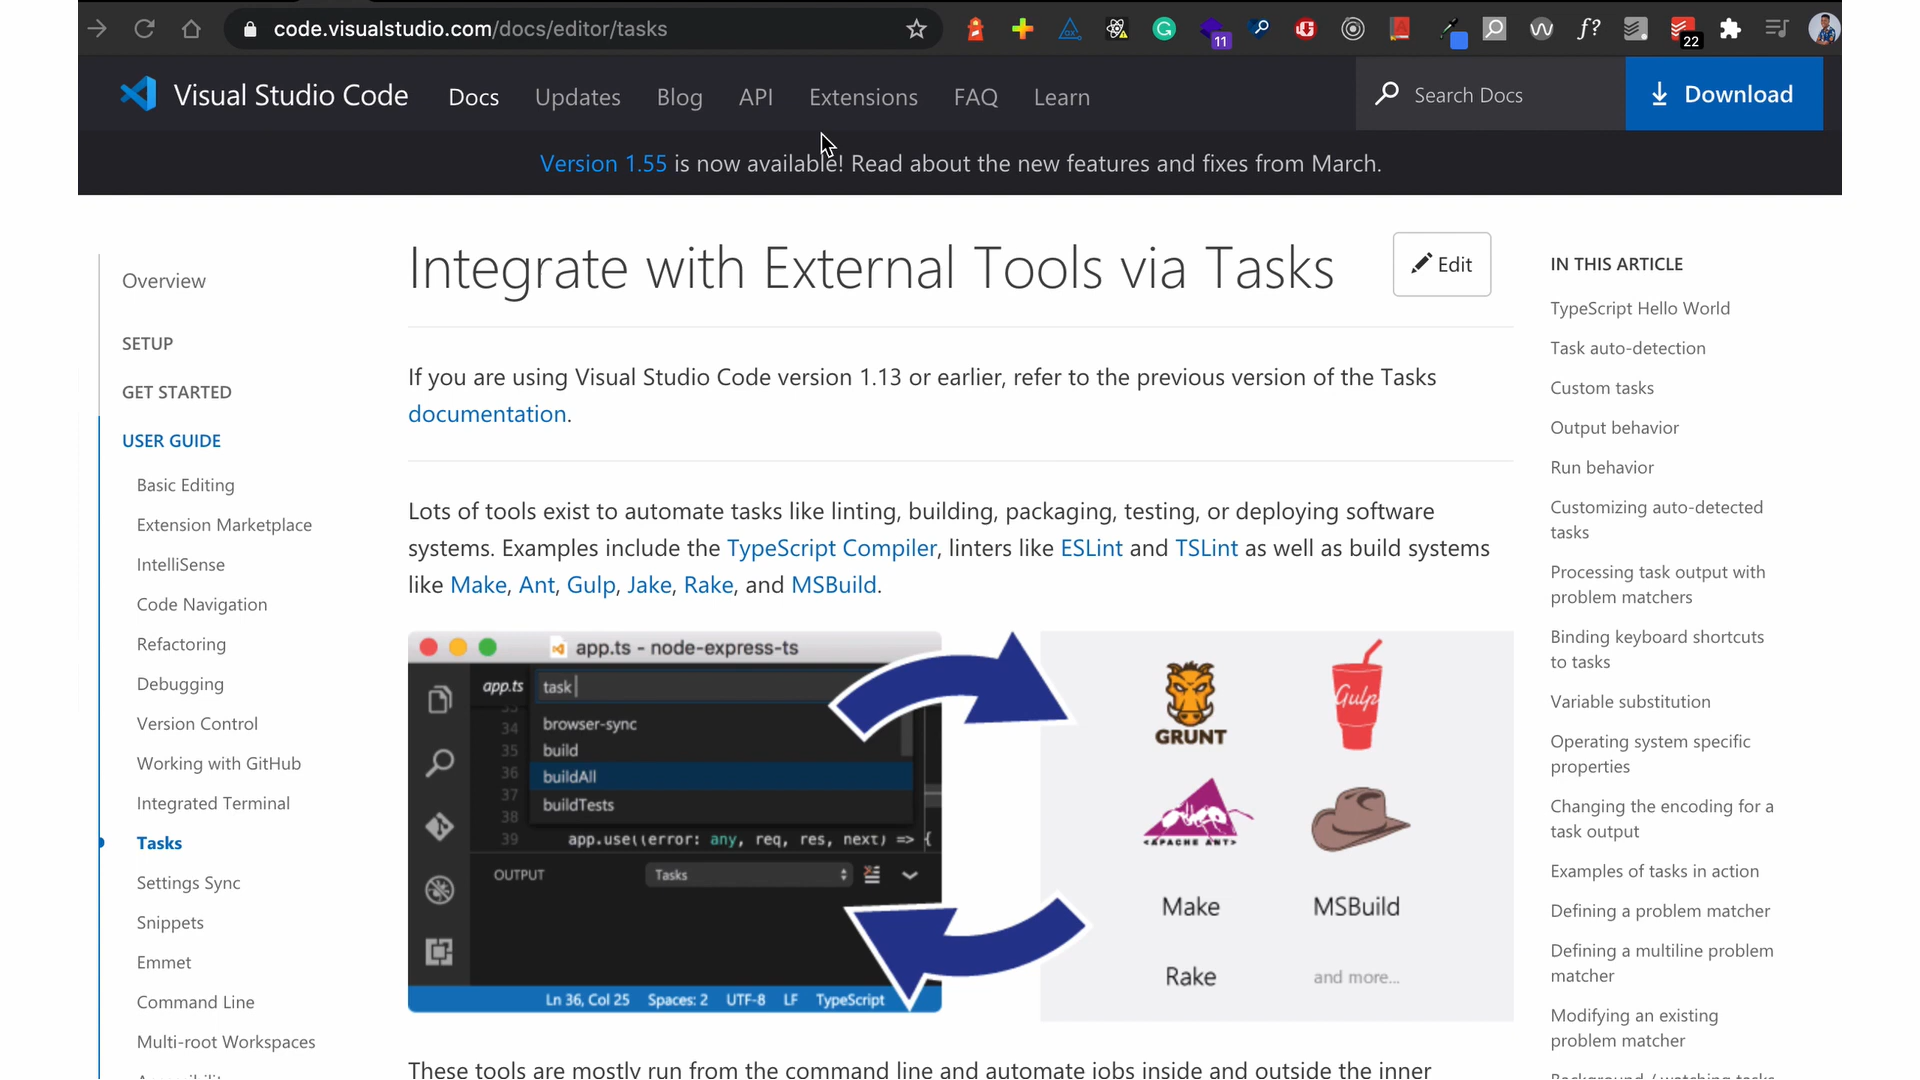 code.visualstudio.com/docs/editor/tasks
11
f?
22
Visual Studio Code
Docs
Updates
Blog
API
Extensions
FAQ
Learn
Search Docs
Download
Version 1.55 is now available! Read about the new features and fixes from March.
Overview
SETUP
GET STARTED
USER GUIDE
Basic Editing
Extension Marketplace
IntelliSense
Code Navigation
Refactoring
Debugging
Version Control
Working with GitHub
Integrated Terminal
Tasks
Settings Sync
Snippets
Emmet
Command Line
Multi-root Workspaces
Integrate with External Tools via Tasks
Edit
If you are using Visual Studio Code version 1.13 or earlier, refer to the previous version of the Tasks
documentation.
Lots of tools exist to automate tasks like linting, building, packaging, testing, or deploying software
systems. Examples include the TypeScript Compiler, linters like ESLint and TSLint as well as build systems
like Make, Ant, Gulp, Jake, Rake, and MSBuild.
app.ts - node-express-ts
app.ts
task
browser-sync
build
buildAll
buildTests
34
35
36
37
38
39
app.use((error: any, req, res, next) => {
OUTPUT
Tasks
Ln 36, Col 25
Spaces: 2
UTF-8
LF
TypeScript
GRUNT
Gulp
<APACHE ANT>
Make
MSBuild
Rake
and more...
These tools are mostly run from the command line and automate jobs inside and outside the inner
IN THIS ARTICLE
TypeScript Hello World
Task auto-detection
Custom tasks
Output behavior
Run behavior
Customizing auto-detected
tasks
Processing task output with
problem matchers
Binding keyboard shortcuts
to tasks
Variable substitution
Operating system specific
properties
Changing the encoding for a
task output
Examples of tasks in action
Defining a problem matcher
Defining a multiline problem
matcher
Modifying an existing
problem matcher